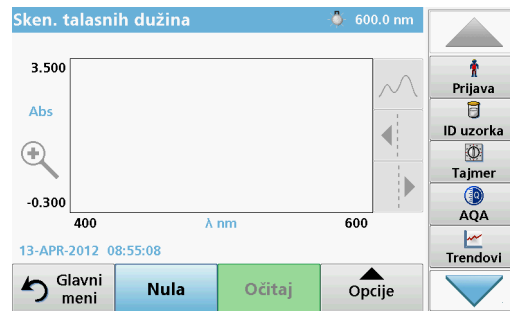 Sken. talasnih dužina
600.0 nm
3.500
Abs
-0.300
400
λ nm
600
13-APR-2012 08:55:08
Glavni
meni
Nula
Očitaj
Opcije
Prijava
ID uzorka
Tajmer
AQA
Trendovi